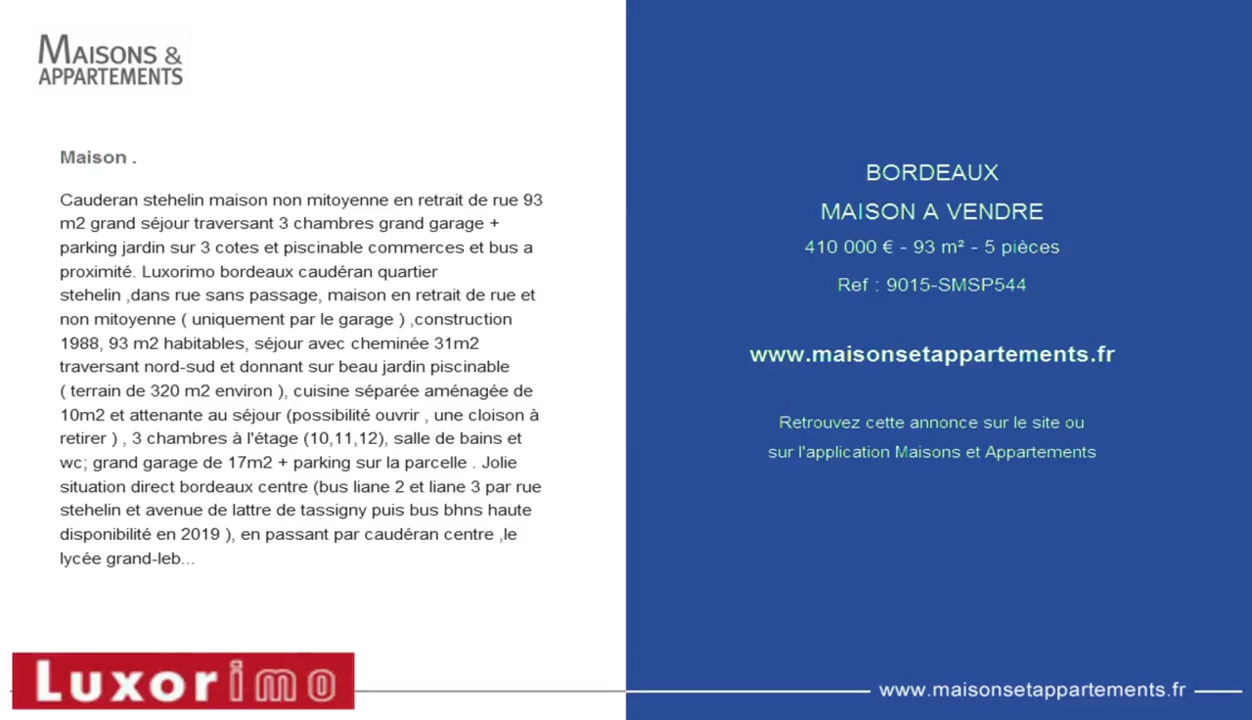 MAISONS &
APPARTEMENTS
Maison .
Cauderan stehelin maison non mitoyenne en retrait de rue 93
m2 grand séjour traversant 3 chambres grand garage +
parking jardin sur 3 cotes et piscinable commerces et bus a
proximité. Luxorimo bordeaux caudéran quartier
stehelin ,dans rue sans passage, maison en retrait de rue et
non mitoyenne ( uniquement par le garage ) ,construction
1988, 93 m2 habitables, séjour avec cheminée 31m2
traversant nord-sud et donnant sur beau jardin piscinable
( terrain de 320 m2 environ ), cuisine séparée aménagée de
10m2 et attenante au séjour (possibilité ouvrir , une cloison à
retirer ) , 3 chambres à l'étage (10,11,12), salle de bains et
wc; grand garage de 17m2 + parking sur la parcelle . Jolie
situation direct bordeaux centre (bus liane 2 et liane 3 par rue
stehelin et avenue de lattre de tassigny puis bus bhns haute
disponibilité en 2019 ), en passant par caudéran centre ,le
lycée grand-leb...
Luxorimo
BORDEAUX
MAISON A VENDRE
410 000 € - 93 m² - 5 pièces
Ref : 9015-SMSP544
www.maisonsetappartements.fr
Retrouvez cette annonce sur le site ou
sur l'application Maisons et Appartements
www.maisonsetappartements.fr